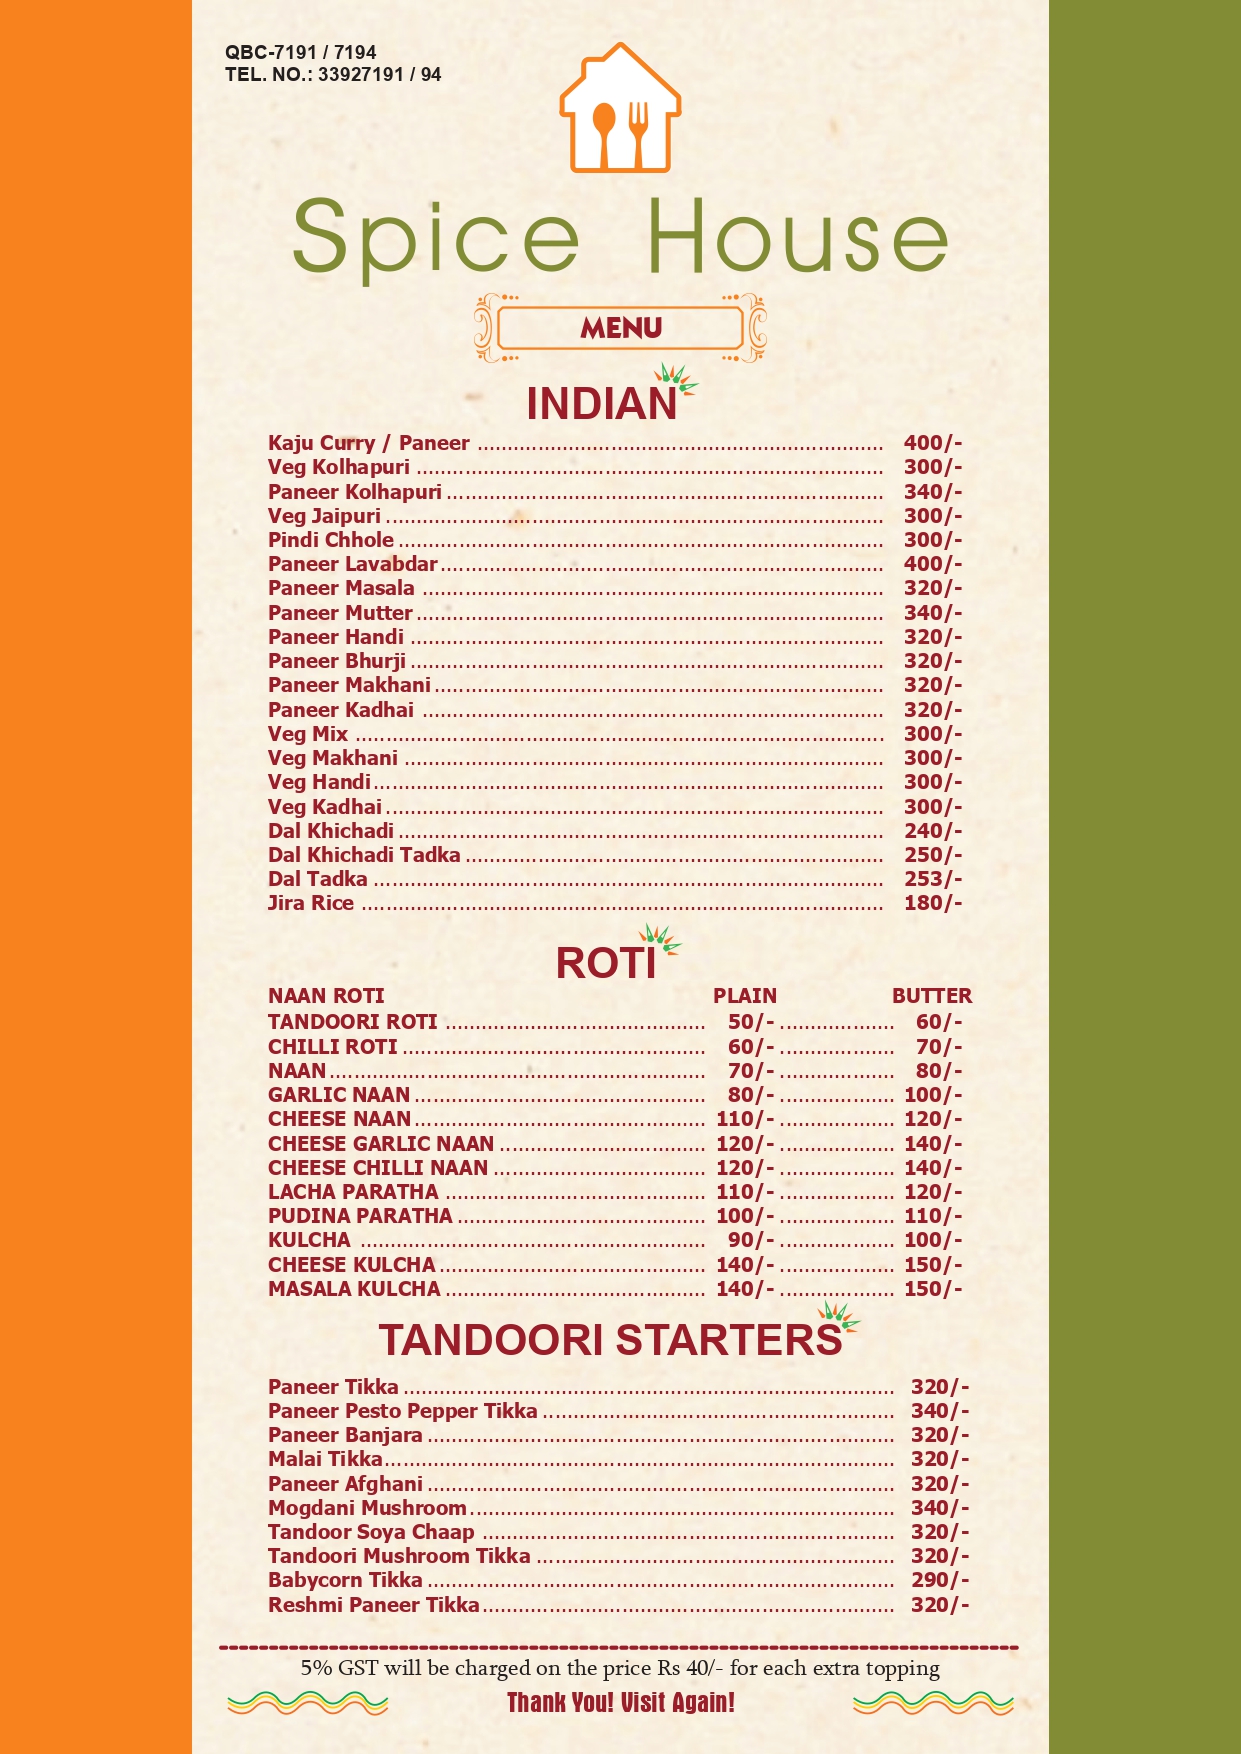 QBC-7191 / 7194
TEL. NO.: 33927191 / 94
Spice House
MENU
INDIAN
Kaju Curry / Paneer 400/-
Veg Kolhapuri 300/-
Paneer Kolhapuri 340/-
Veg Jaipuri 300/-
Pindi Chhole 300/-
Paneer Lavabdar 400/-
Paneer Masala 320/-
Paneer Mutter 340/-
Paneer Handi 320/-
Paneer Bhurji 320/-
Paneer Makhani 320/-
Paneer Kadhai 320/-
Veg Mix 300/-
Veg Makhani 300/-
Veg Handi 300/-
Veg Kadhai 300/-
Dal Khichadi 240/-
Dal Khichadi Tadka 250/-
Dal Tadka 253/-
Jira Rice 180/-
ROTI
NAAN ROTI PLAIN BUTTER
TANDOORI ROTI 50/- 60/-
CHILLI ROTI 60/- 70/-
NAAN 70/- 80/-
GARLIC NAAN 80/- 100/-
CHEESE NAAN 110/- 120/-
CHEESE GARLIC NAAN 120/- 140/-
CHEESE CHILLI NAAN 120/- 140/-
LACHA PARATHA 110/- 120/-
PUDINA PARATHA 100/- 110/-
KULCHA 90/- 100/-
CHEESE KULCHA 140/- 150/-
MASALA KULCHA 140/- 150/-
TANDOORI STARTERS
Paneer Tikka 320/-
Paneer Pesto Pepper Tikka 340/-
Paneer Banjara 320/-
Malai Tikka 320/-
Paneer Afghani 320/-
Mogdani Mushroom 340/-
Tandoor Soya Chaap 320/-
Tandoori Mushroom Tikka 320/-
Babycorn Tikka 290/-
Reshmi Paneer Tikka 320/-
5% GST will be charged on the price Rs 40/- for each extra topping
Thank You! Visit Again!